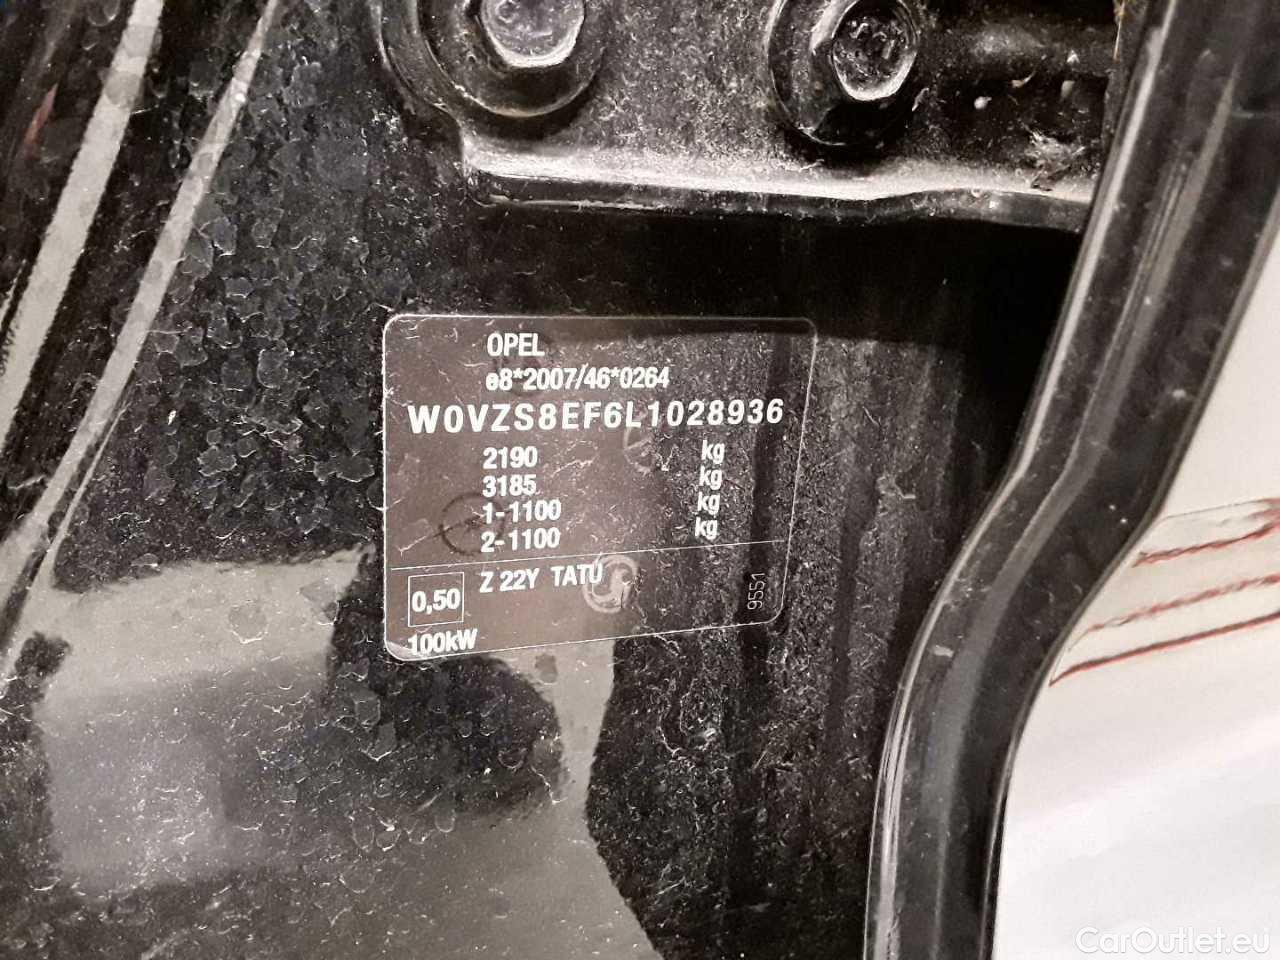 OPEL
e8*2007/46*0264
W0VZS8EF6L1028936
2190 kg
3185 kg
1-1100 kg
2-1100 kg
0,50 Z 22Y TATU
100kW
9551
CarOutlet.eu